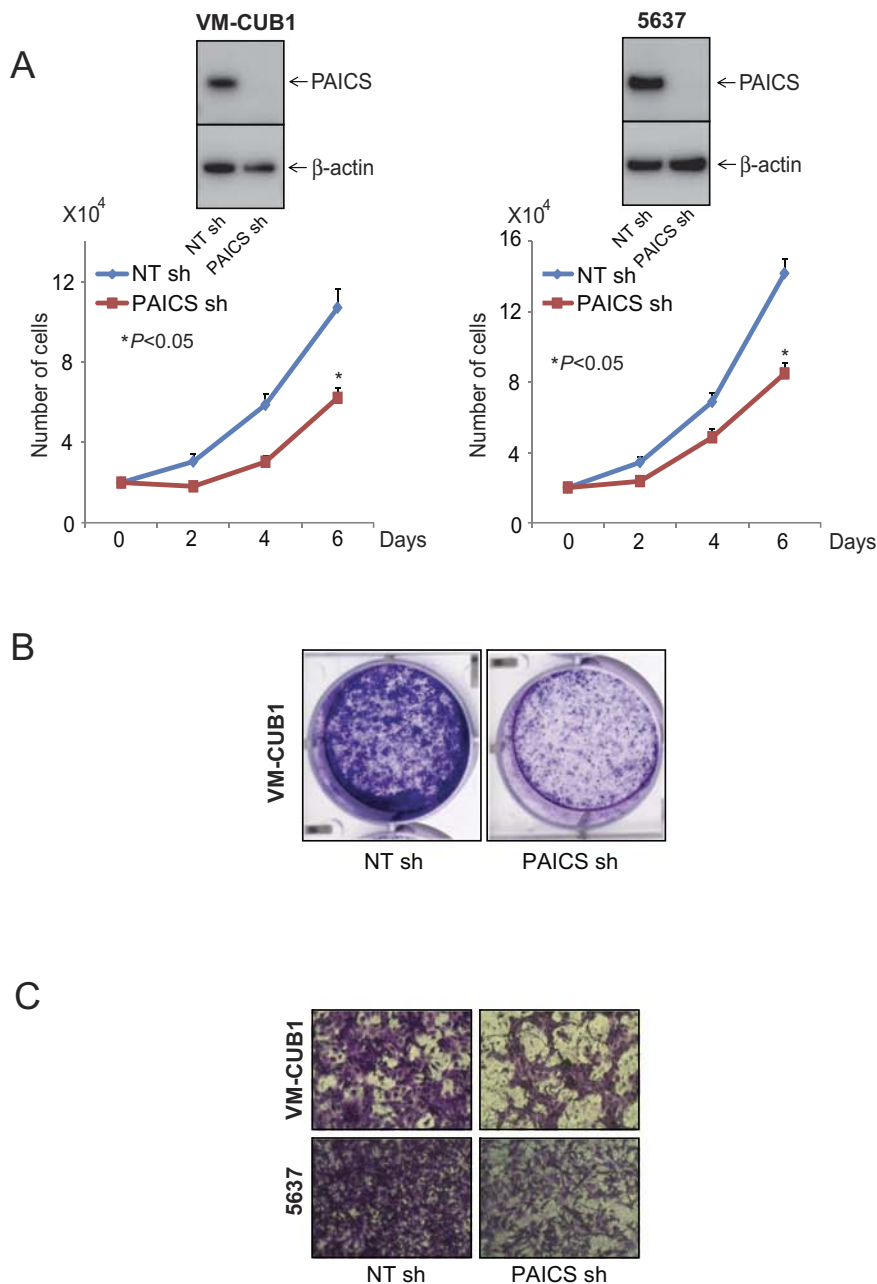 A
VM-CUB1
PAICS
β-actin
NT sh
PAICS sh
X10⁴
Number of cells
12
8
4
0
NT sh
PAICS sh
*P<0.05
*
0 2 4 6 Days
5637
PAICS
β-actin
NT sh
PAICS sh
X10⁴
Number of cells
16
12
8
4
0
NT sh
PAICS sh
*P<0.05
*
0 2 4 6 Days
B
VM-CUB1
NT sh PAICS sh
C
VM-CUB1
5637
NT sh PAICS sh